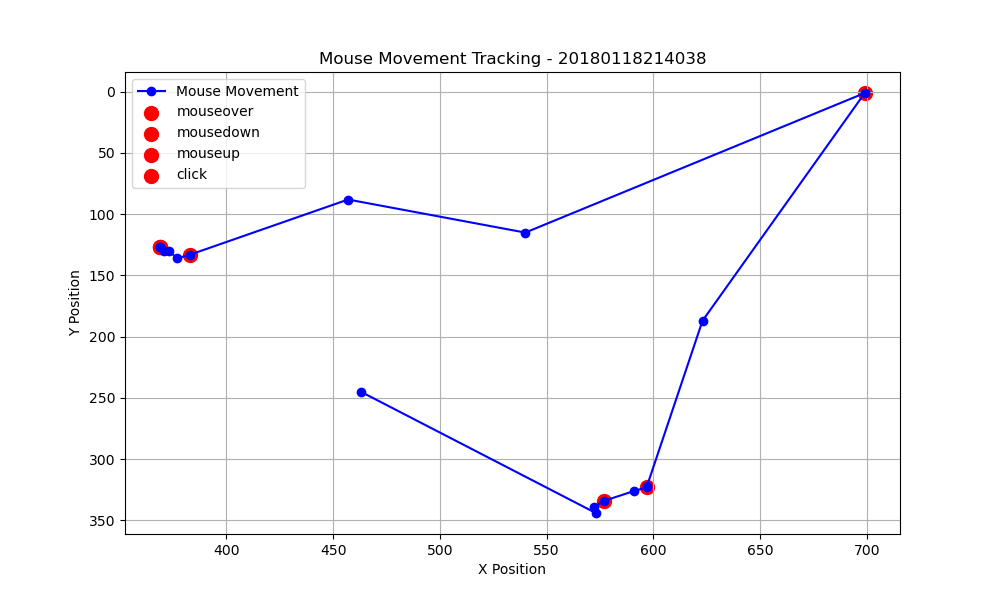 Mouse Movement Tracking - 20180118214038
Mouse Movement
mouseover
mousedown
mouseup
click
0
50
100
150
200
250
300
350
Y Position
400
450
500
550
600
650
700
X Position